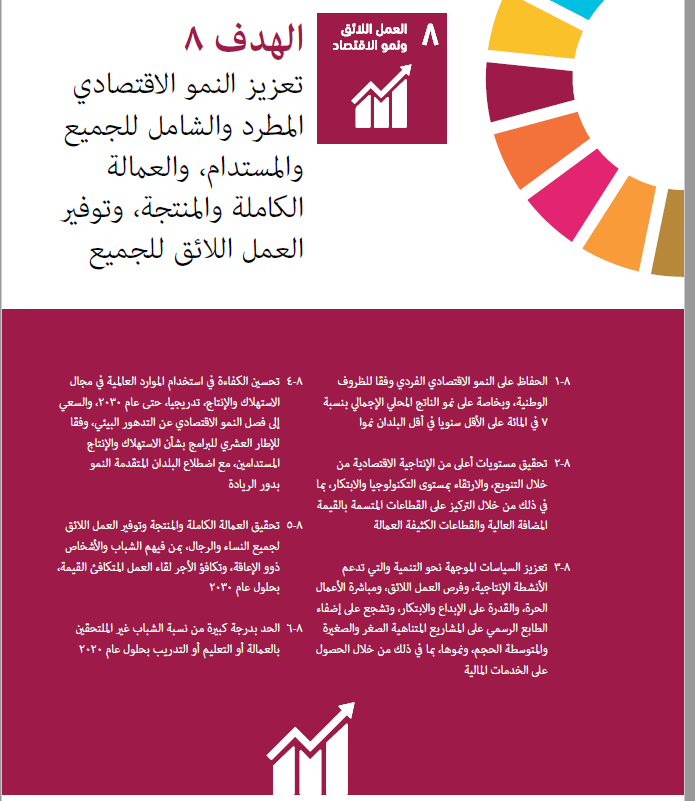 الهدف ٨
تعزيز النمو الاقتصادي
المطرد والشامل للجميع
والمستدام، والعمالة
الكاملة والمنتجة، وتوفير
العمل اللائق للجميع
٨
العمل اللائق
ونمو الاقتصاد
٨-١ الحفاظ على النمو الاقتصادي الفردي وفقا للظروف
الوطنية، وبخاصة على نمو الناتج المحلي الإجمالي بنسبة
٧ في المائة على الأقل سنويا في أقل البلدان نموا
٨-٢ تحقيق مستويات أعلى من الإنتاجية الاقتصادية من
خلال التنويع، والارتقاء بمستوى التكنولوجيا والابتكار، بما
في ذلك من خلال التركيز على القطاعات المتسمة بالقيمة
المضافة العالية والقطاعات الكثيفة العمالة
٨-٣ تعزيز السياسات الموجهة نحو التنمية والتي تدعم
الأنشطة الإنتاجية، وفرص العمل اللائق، ومباشرة الأعمال
الحرة، والقدرة على الإبداع والابتكار، وتشجع على إضفاء
الطابع الرسمي على المشاريع المتناهية الصغر والصغيرة
والمتوسطة الحجم، ونموها، بما في ذلك من خلال الحصول
على الخدمات المالية
٨-٤ تحسين الكفاءة في استخدام الموارد العالمية في مجال
الاستهلاك والإنتاج، تدريجيا، حتى عام ٢٠٣٠، والسعي
إلى فصل النمو الاقتصادي عن التدهور البيئي، وفقا
للإطار العشري للبرامج بشأن الاستهلاك والإنتاج
المستدامين، مع اضطلاع البلدان المتقدمة النمو
بدور الريادة
٨-٥ تحقيق العمالة الكاملة والمنتجة وتوفير العمل اللائق
لجميع النساء والرجال، بمن فيهم الشباب والأشخاص
ذوو الإعاقة، وتكافؤ الأجر لقاء العمل المتكافئ القيمة،
بحلول عام ٢٠٣٠
٨-٦ الحد بدرجة كبيرة من نسبة الشباب غير الملتحقين
بالعمالة أو التعليم أو التدريب بحلول عام ٢٠٢٠